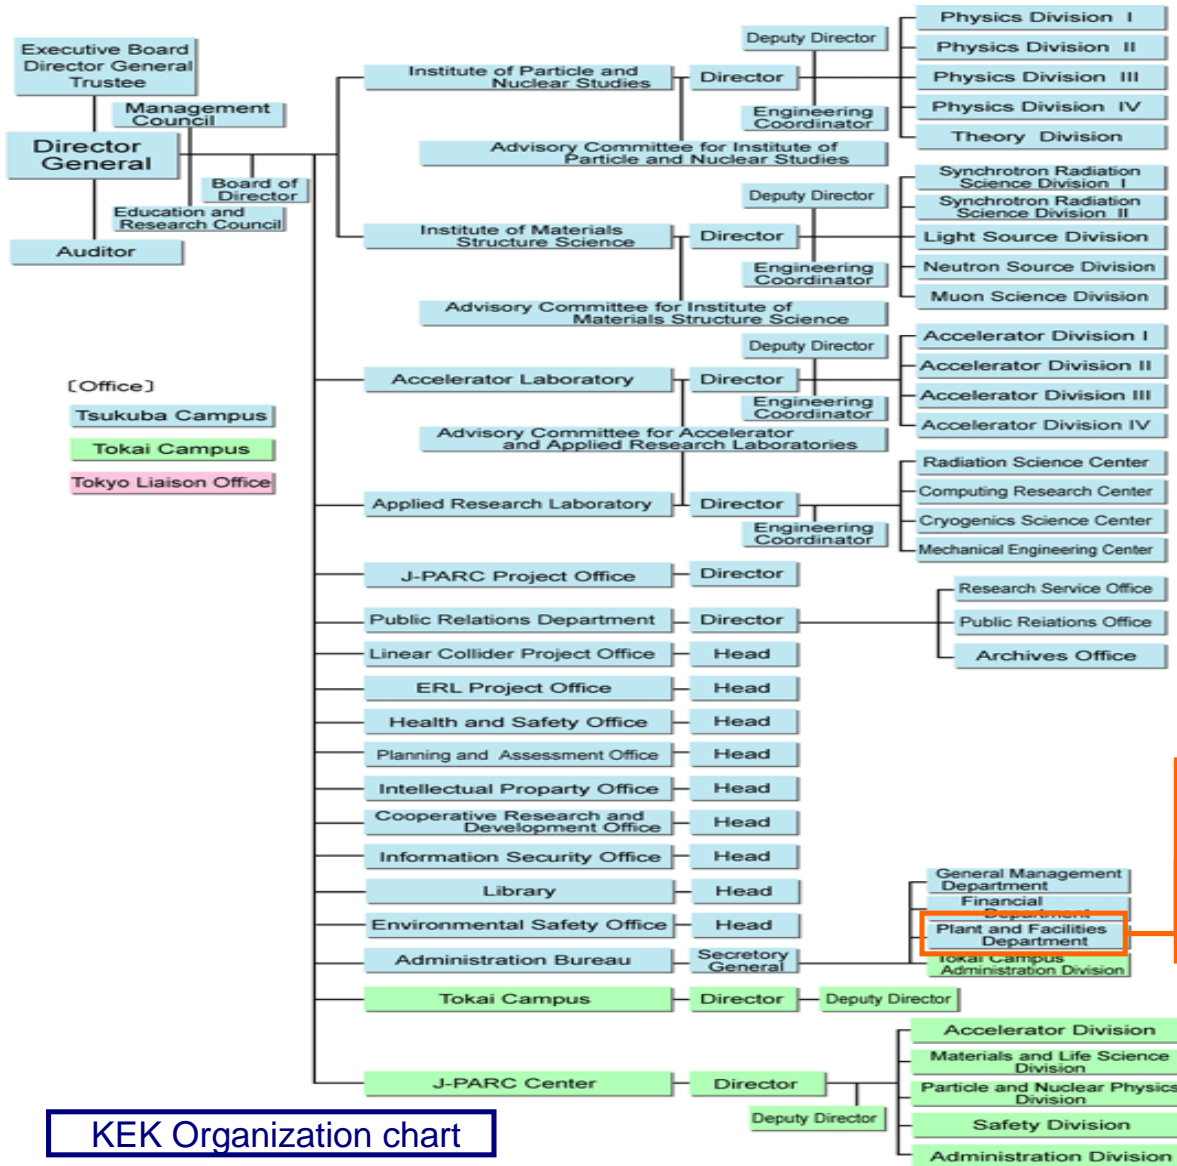 Executive Board
Director General
Trustee
Management
Council
Director
General
Board of
Director
Education and
Research Council
Auditor
[Office]
Tsukuba Campus
Tokai Campus
Tokyo Liaison Office
Institute of Particle and
Nuclear Studies
Director
Deputy Director
Engineering
Coordinator
Advisory Committee for Institute of
Particle and Nuclear Studies
Physics Division I
Physics Division II
Physics Division III
Physics Division IV
Theory Division
Institute of Materials
Structure Science
Director
Deputy Director
Engineering
Coordinator
Advisory Committee for Institute of
Materials Structure Science
Synchrotron Radiation
Science Division I
Synchrotron Radiation
Science Division II
Light Source Division
Neutron Source Division
Muon Science Division
Accelerator Laboratory
Director
Deputy Director
Engineering
Coordinator
Advisory Committee for Accelerator
and Applied Research Laboratories
Accelerator Division I
Accelerator Division II
Accelerator Division III
Accelerator Division IV
Applied Research Laboratory
Director
Engineering
Coordinator
Radiation Science Center
Computing Research Center
Cryogenics Science Center
Mechanical Engineering Center
J-PARC Project Office
Director
Public Relations Department
Director
Research Service Office
Public Relations Office
Archives Office
Linear Collider Project Office
Head
ERL Project Office
Head
Health and Safety Office
Head
Planning and Assessment Office
Head
Intellectual Proparty Office
Head
Cooperative Research and
Development Office
Head
Information Security Office
Head
Library
Head
Environmental Safety Office
Head
Administration Bureau
Secretory
General
General Management
Department
Financial
Department
Plant and Facilities
Department
Tokai Campus
Administration Division
Tokai Campus
Director
Deputy Director
J-PARC Center
Director
Deputy Director
Accelerator Division
Materials and Life Science
Division
Particle and Nuclear Physics
Division
Safety Division
Administration Division
KEK Organization chart